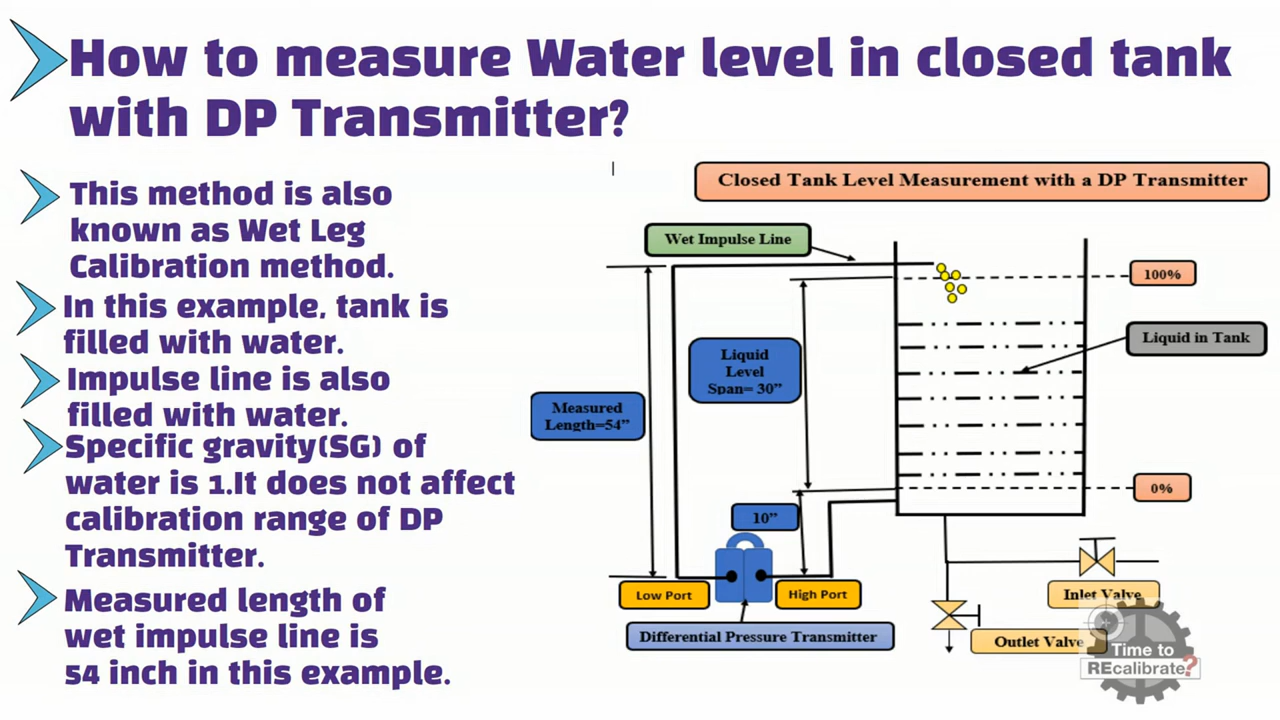 How to measure Water level in closed tank
with DP Transmitter?
This method is also
known as Wet Leg
Calibration method.
In this example, tank is
filled with water.
Impulse line is also
filled with water.
Specific gravity(SG) of
water is 1.It does not affect
calibration range of DP
Transmitter.
Measured length of
wet impulse line is
54 inch in this example.
Closed Tank Level Measurement with a DP Transmitter
Wet Impulse Line
100%
Liquid in Tank
Liquid
Level
Span= 30”
Measured
Length=54”
0%
10”
Low Port
High Port
Inlet Valve
Differential Pressure Transmitter
Outlet Valve
Time to
REcalibrate?